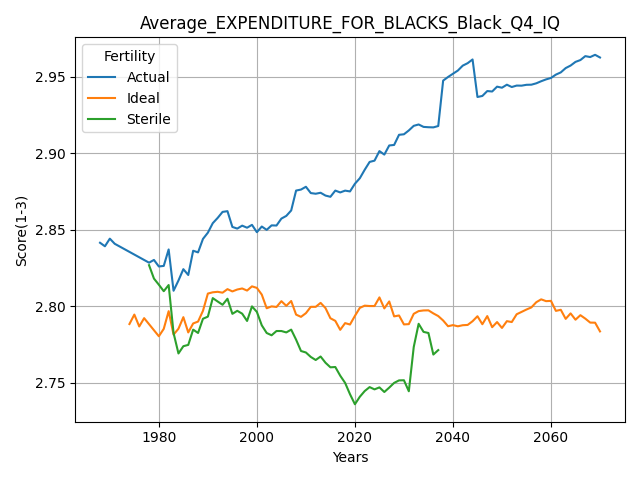 Average_EXPENDITURE_FOR_BLACKS_Black_Q4_IQ
Fertility
Actual
Ideal
Sterile
2.95
2.90
2.85
2.80
2.75
Score(1-3)
1980 2000 2020 2040 2060
Years